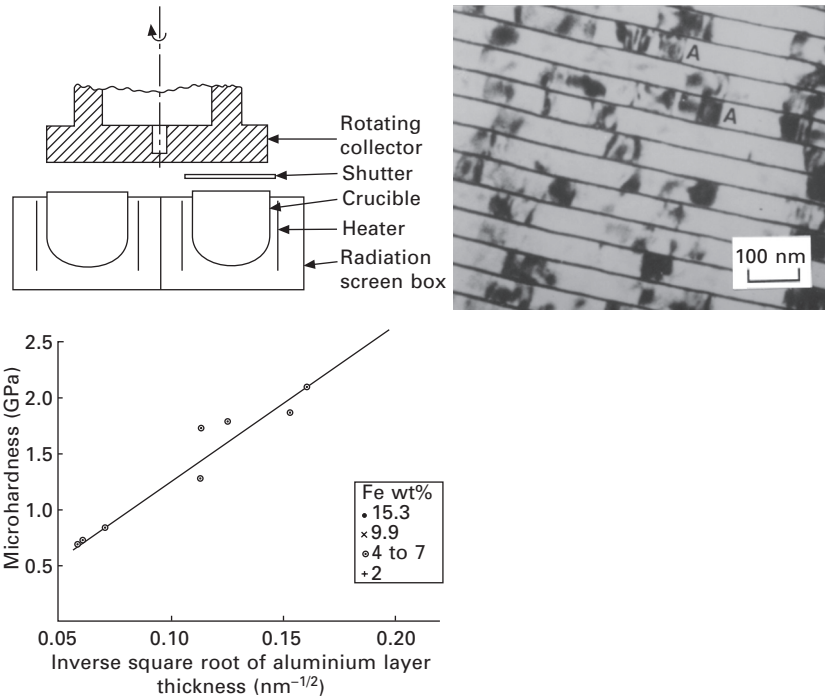 Rotating
collector
Shutter
Crucible
Heater
Radiation
screen box
A
A
100 nm
Microhardness (GPa)
2.5
2.0
1.5
1.0
0.5
0.05
0.10
0.15
0.20
Fe wt%
• 15.3
× 9.9
⊙ 4 to 7
+ 2
Inverse square root of aluminium layer
thickness (nm⁻¹/²)